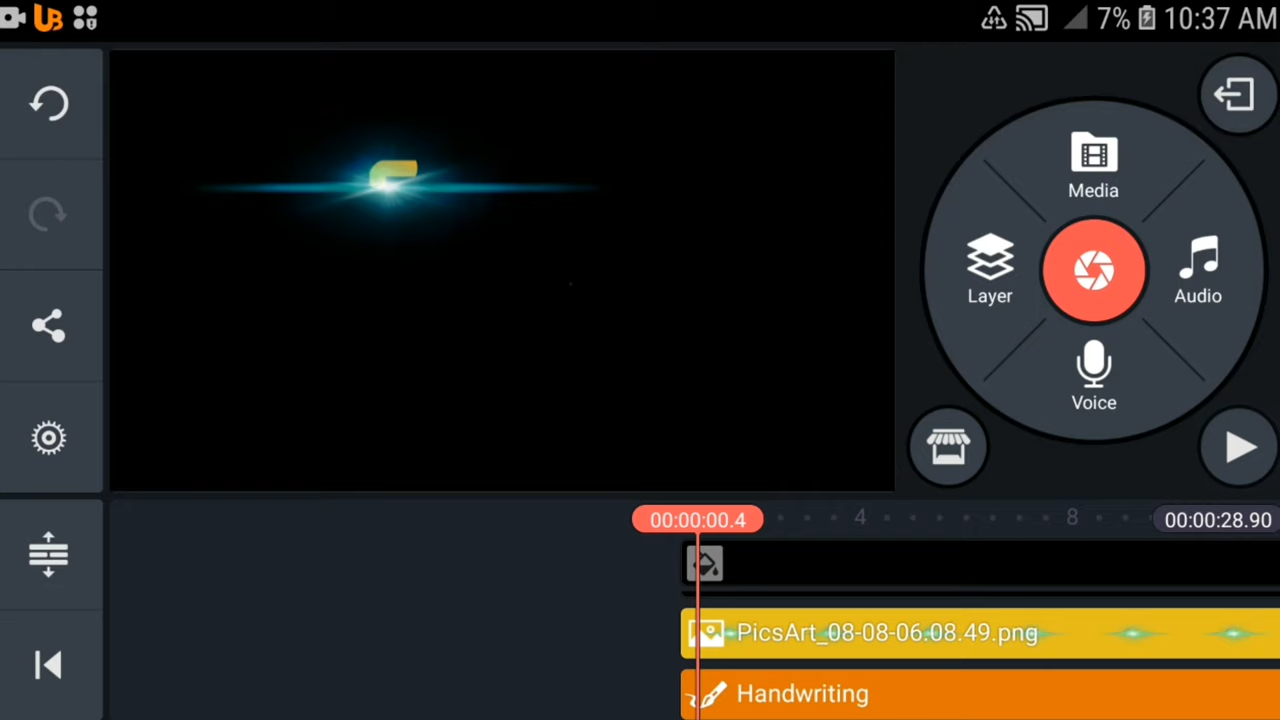 UB
7% 10:37 AM
Media
Layer
Audio
Voice
00:00:00.4
4
8
00:00:28.90
PicsArt_08-08-06.08.49.png
Handwriting